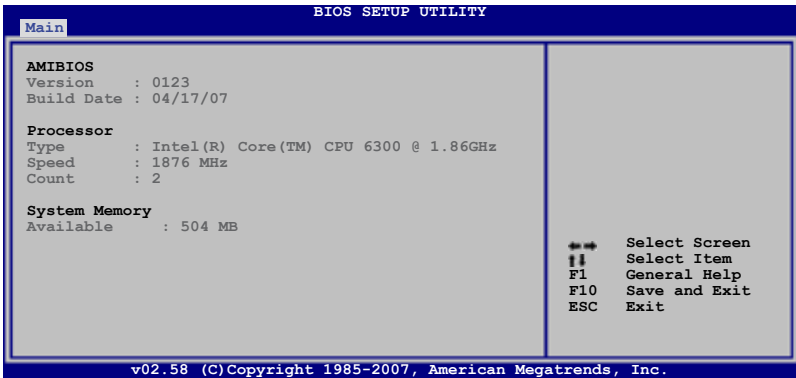 BIOS SETUP UTILITY
Main
AMIBIOS
Version : 0123
Build Date : 04/17/07
Processor
Type : Intel(R) Core(TM) CPU 6300 @ 1.86GHz
Speed : 1876 MHz
Count : 2
System Memory
Available : 504 MB
←→ Select Screen
↑↓ Select Item
F1 General Help
F10 Save and Exit
ESC Exit
v02.58 (C)Copyright 1985-2007, American Megatrends, Inc.